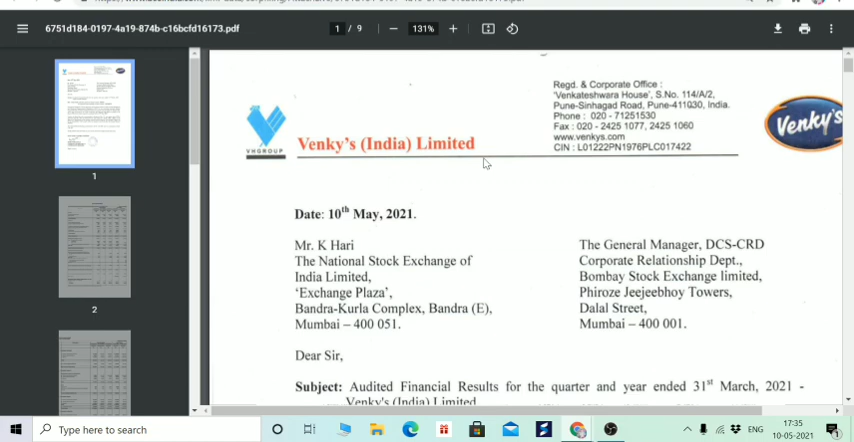 6751d184-0197-4a19-874b-c16bcfd16173.pdf
1 / 9
131%
1
2
VHGROUP
Venky's (India) Limited
Regd. & Corporate Office :
'Venkateshwara House', S.No. 114/A/2,
Pune-Sinhagad Road, Pune-411030, India.
Phone : 020 - 71251530
Fax : 020 - 2425 1077, 2425 1060
www.venkys.com
CIN : L01222PN1976PLC017422
Venky's
Date: 10th May, 2021.
Mr. K Hari
The National Stock Exchange of
India Limited,
'Exchange Plaza',
Bandra-Kurla Complex, Bandra (E),
Mumbai – 400 051.
The General Manager, DCS-CRD
Corporate Relationship Dept.,
Bombay Stock Exchange limited,
Phiroze Jeejeebhoy Towers,
Dalal Street,
Mumbai – 400 001.
Dear Sir,
Subject: Audited Financial Results for the quarter and year ended 31st March, 2021 -
Venky's (India) Limited
Type here to search
ENG
17:35
10-05-2021
1